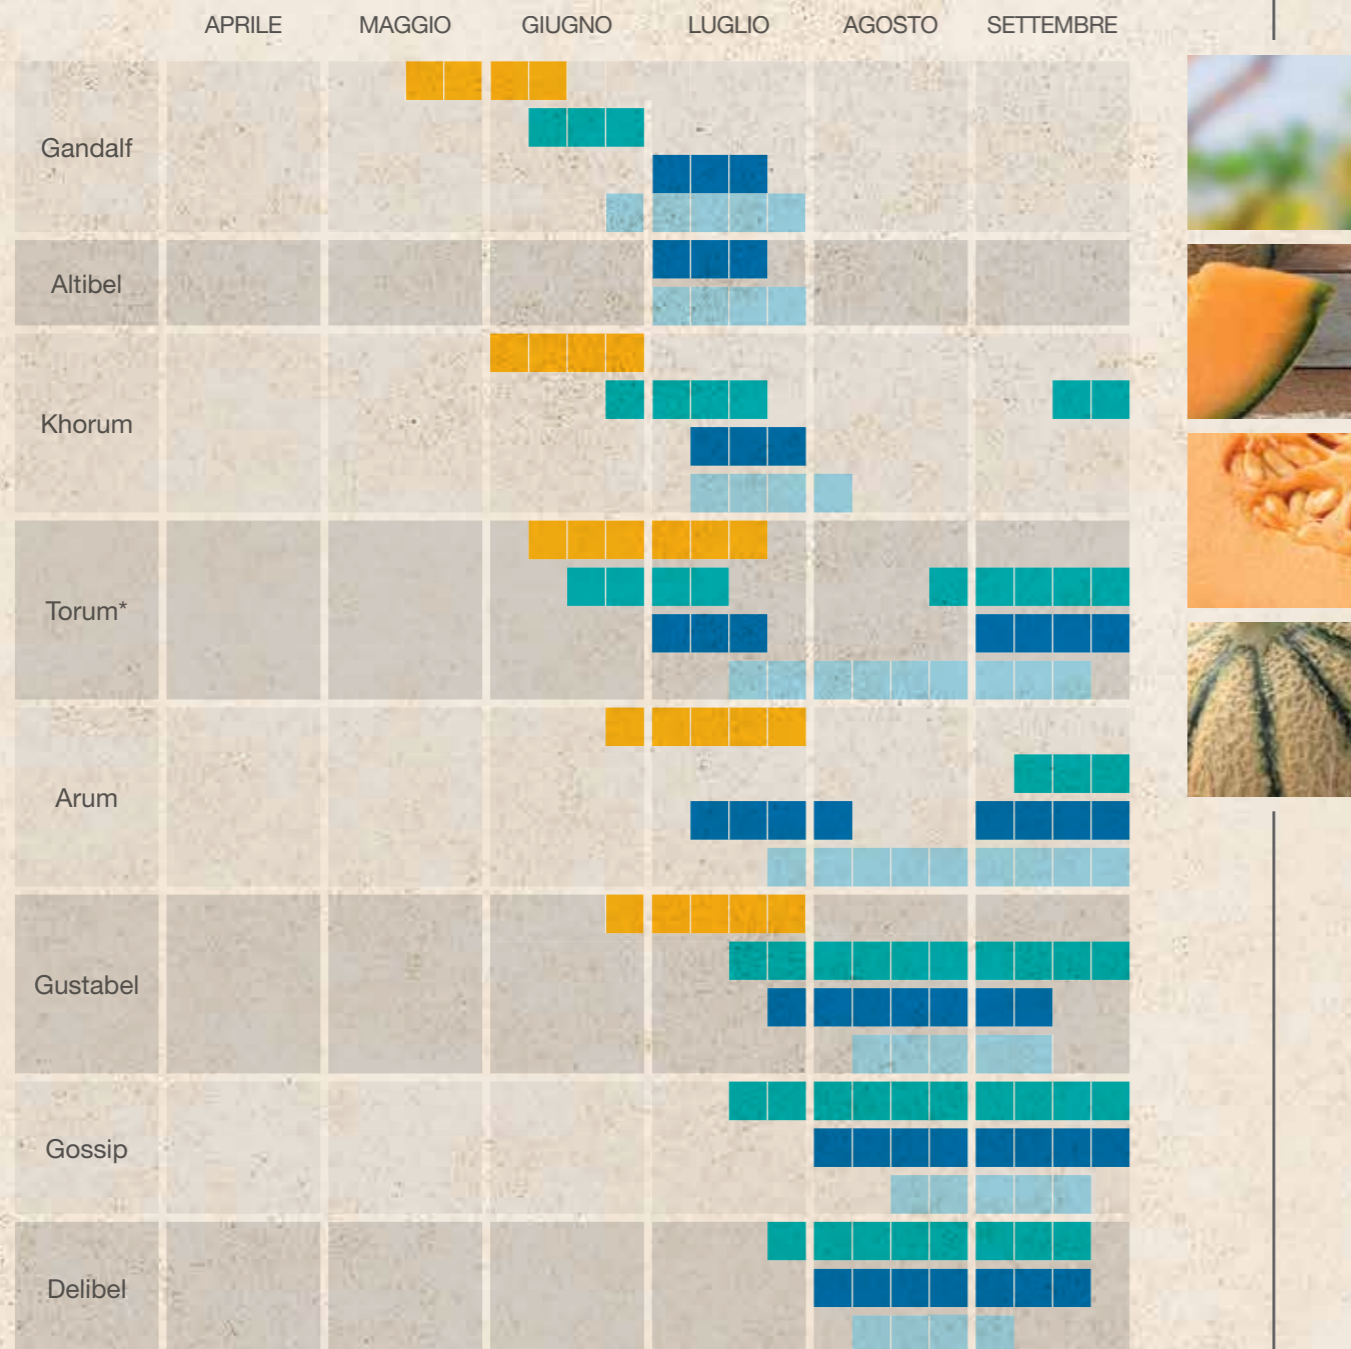 APRILE MAGGIO GIUGNO LUGLIO AGOSTO SETTEMBRE
Gandalf
Altibel
Khorum
Torum*
Arum
Gustabel
Gossip
Delibel